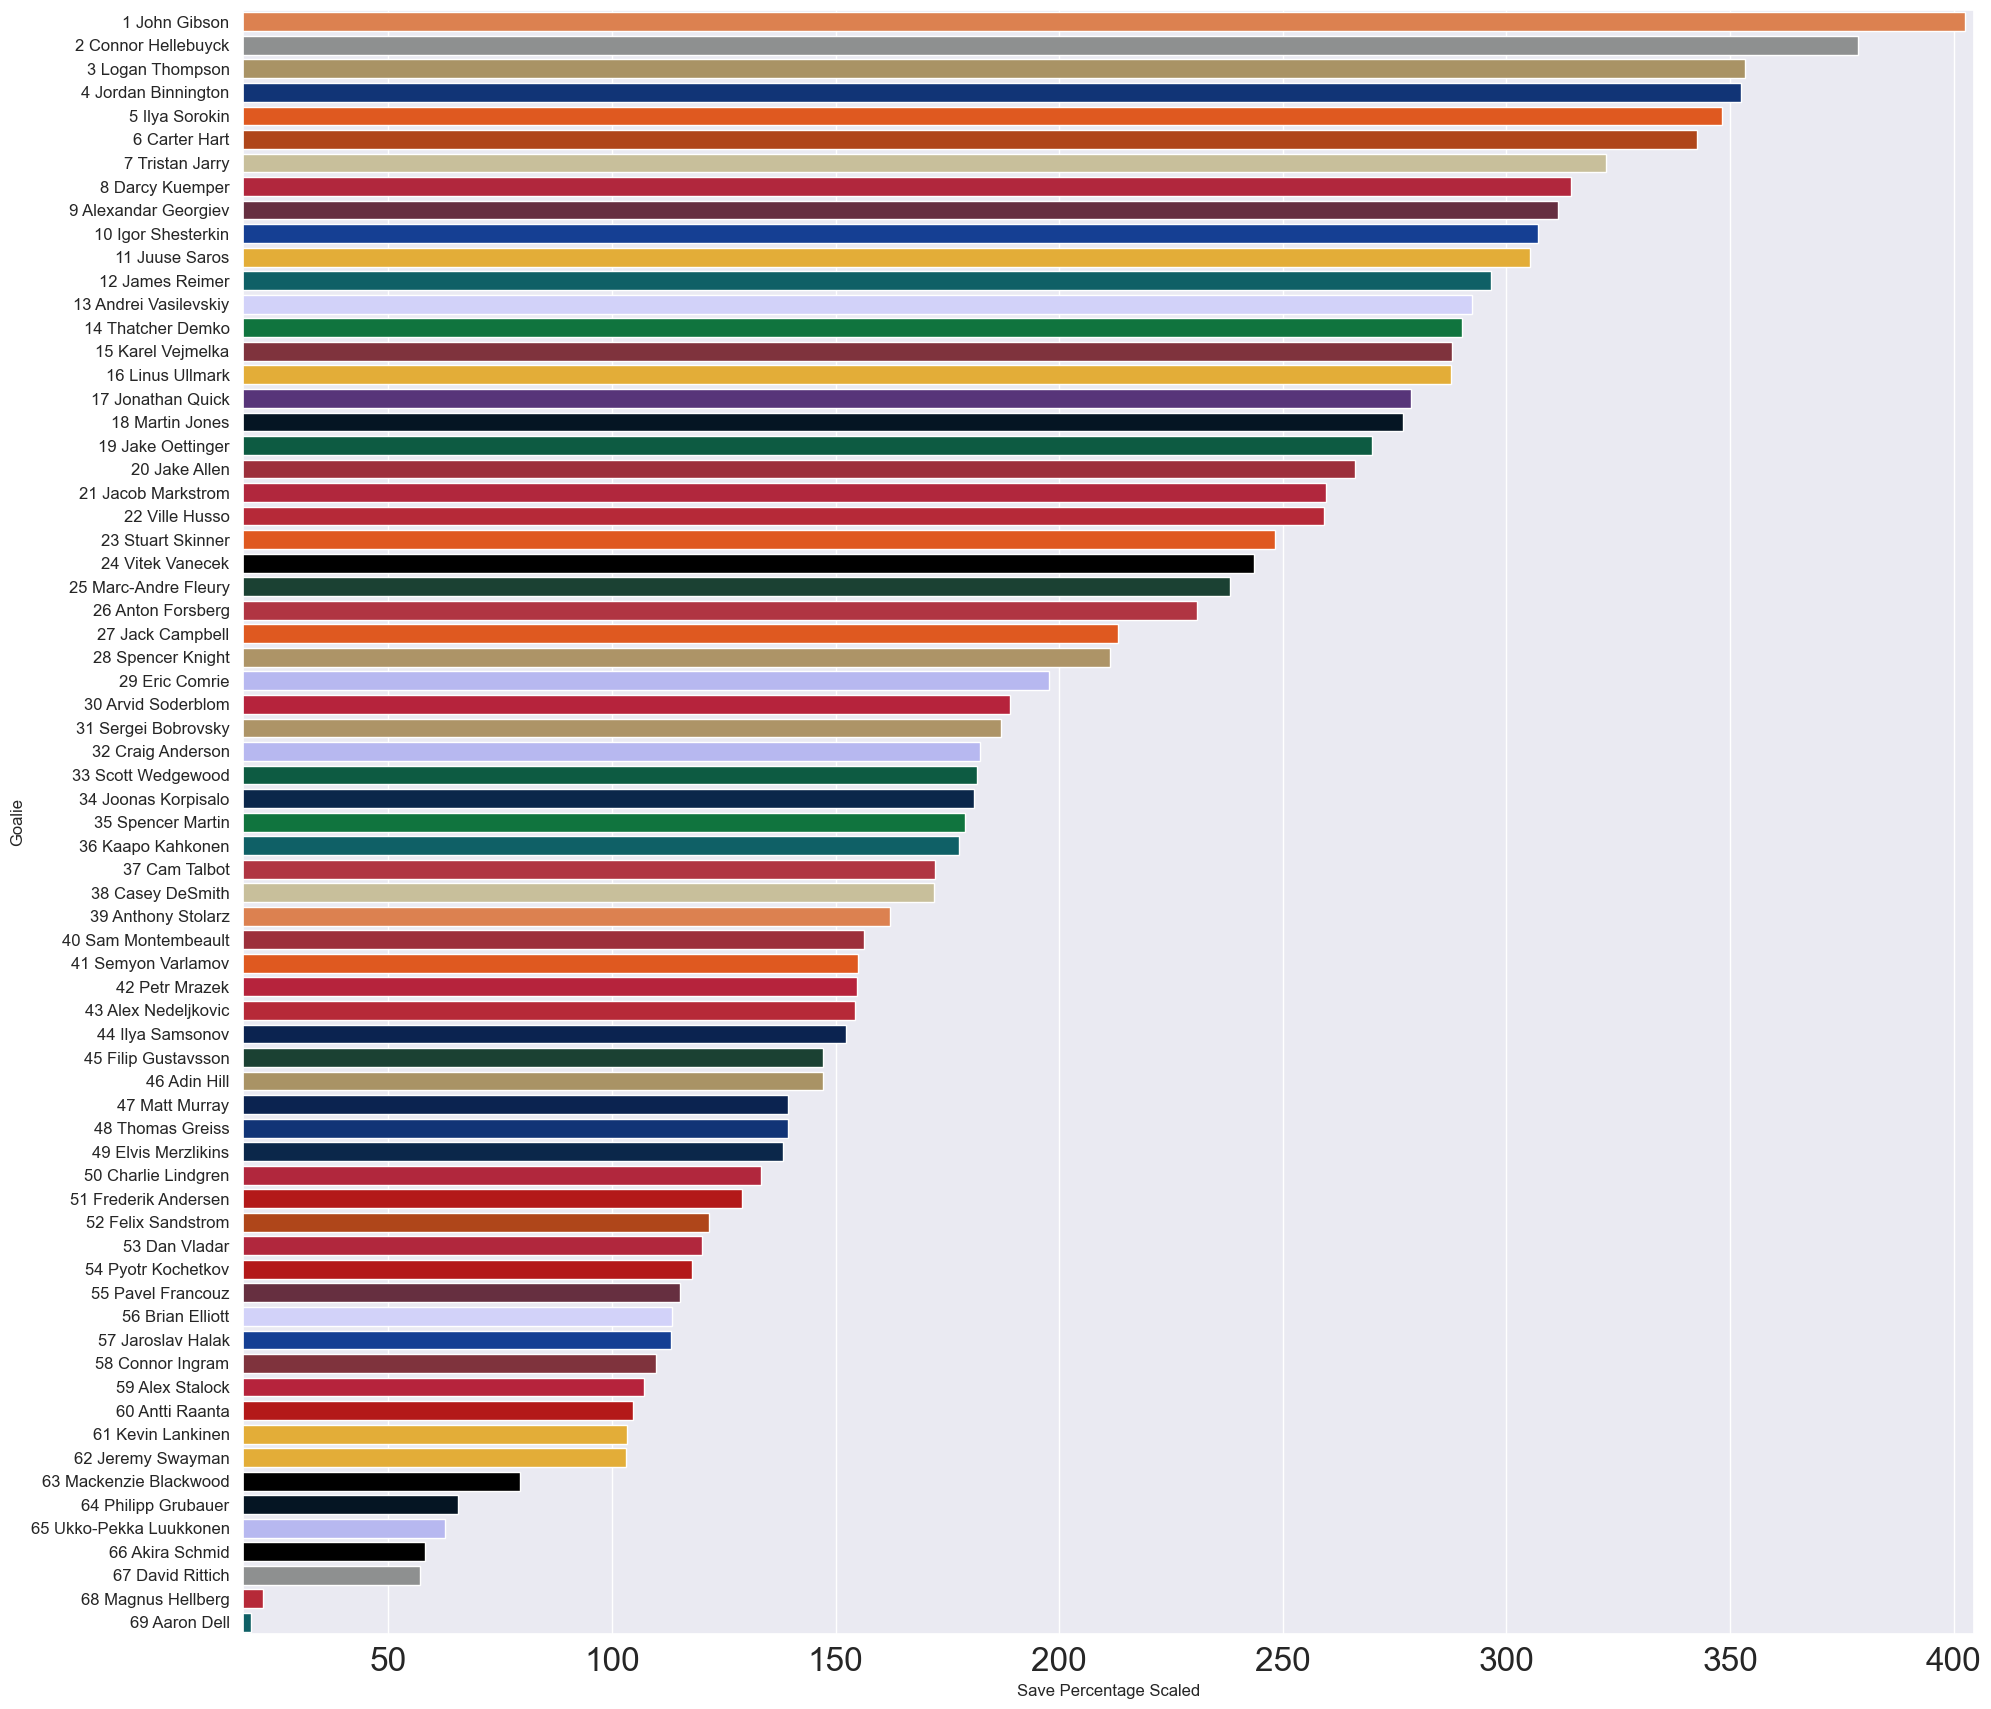 1 John Gibson
2 Connor Hellebuyck
3 Logan Thompson
4 Jordan Binnington
5 Ilya Sorokin
6 Carter Hart
7 Tristan Jarry
8 Darcy Kuemper
9 Alexandar Georgiev
10 Igor Shesterkin
11 Juuse Saros
12 James Reimer
13 Andrei Vasilevskiy
14 Thatcher Demko
15 Karel Vejmelka
16 Linus Ullmark
17 Jonathan Quick
18 Martin Jones
19 Jake Oettinger
20 Jake Allen
21 Jacob Markstrom
22 Ville Husso
23 Stuart Skinner
24 Vitek Vanecek
25 Marc-Andre Fleury
26 Anton Forsberg
27 Jack Campbell
28 Spencer Knight
29 Eric Comrie
30 Arvid Soderblom
31 Sergei Bobrovsky
32 Craig Anderson
33 Scott Wedgewood
34 Joonas Korpisalo
35 Spencer Martin
36 Kaapo Kahkonen
37 Cam Talbot
38 Casey DeSmith
39 Anthony Stolarz
40 Sam Montembeault
41 Semyon Varlamov
42 Petr Mrazek
43 Alex Nedeljkovic
44 Ilya Samsonov
45 Filip Gustavsson
46 Adin Hill
47 Matt Murray
48 Thomas Greiss
49 Elvis Merzlikins
50 Charlie Lindgren
51 Frederik Andersen
52 Felix Sandstrom
53 Dan Vladar
54 Pyotr Kochetkov
55 Pavel Francouz
56 Brian Elliott
57 Jaroslav Halak
58 Connor Ingram
59 Alex Stalock
60 Antti Raanta
61 Kevin Lankinen
62 Jeremy Swayman
63 Mackenzie Blackwood
64 Philipp Grubauer
65 Ukko-Pekka Luukkonen
66 Akira Schmid
67 David Rittich
68 Magnus Hellberg
69 Aaron Dell
Goalie
50 100 150 200 250 300 350 400
Save Percentage Scaled